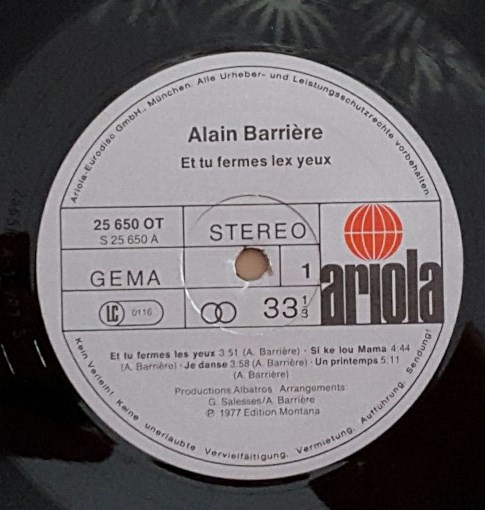 Ariola-Eurodisc GmbH., München. Alle Urheber- und Leistungsschutzrechte vorbehalten.
Alain Barrière
Et tu fermes lex yeux
25 650 OT
S 25 650 A
STEREO
GEMA
1
ariola
LC 0116
33⅓
Et tu fermes les yeux 3:51 (A. Barrière) · Si ke lou Mama 4:44
(A. Barrière) · Je danse 3:58 (A. Barrière) · Un printemps 5:11
(A. Barrière)
Productions Albatros Arrangements:
G. Salesses/A. Barrière
℗ 1977 Edition Montana
Kein Verleih! Keine unerlaubte Vervielfältigung, Vermietung, Aufführung, Sendung!